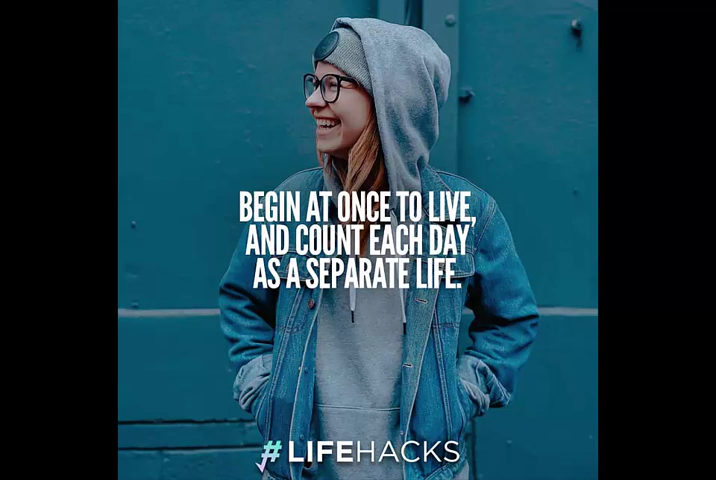 BEGIN AT ONCE TO LIVE,
AND COUNT EACH DAY
AS A SEPARATE LIFE.
#LIFEHACKS